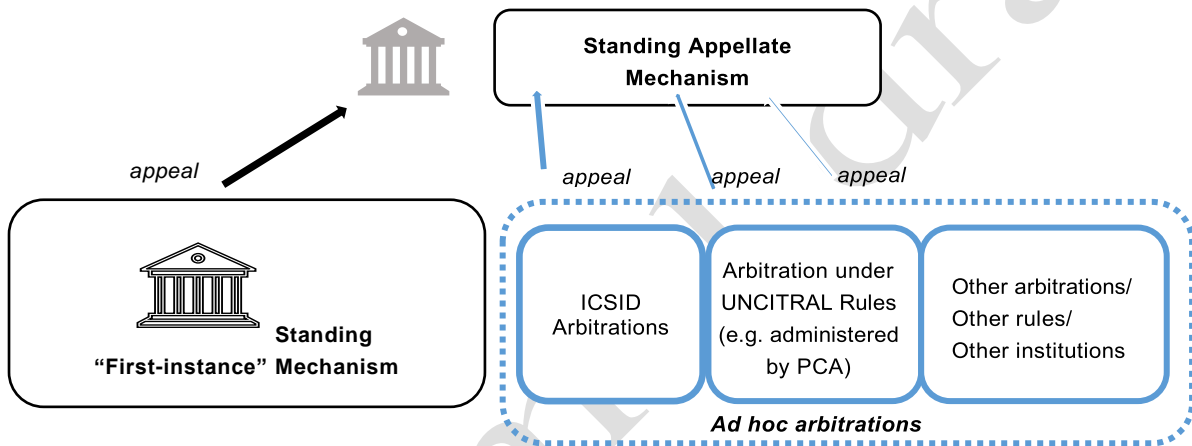 Standing Appellate
Mechanism
appeal
appeal
appeal
appeal
Standing
“First-instance” Mechanism
ICSID
Arbitrations
Arbitration under
UNCITRAL Rules
(e.g. administered
by PCA)
Other arbitrations/
Other rules/
Other institutions
Ad hoc arbitrations